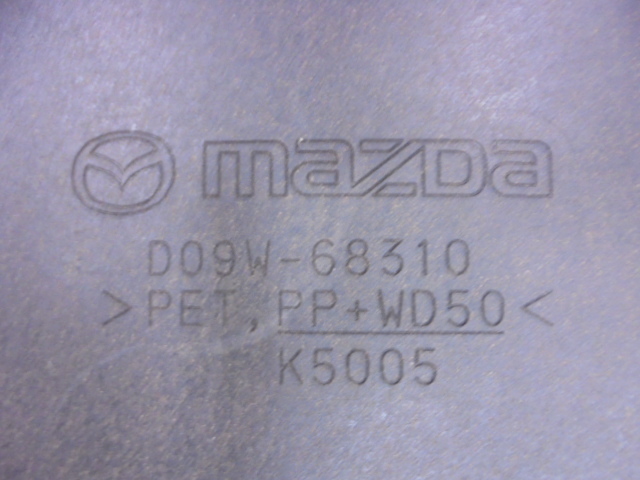 mazda
D09W-68310
>PET, PP+WD50<
K5005